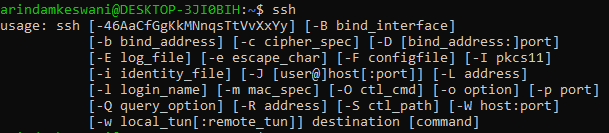 arindamkeswani@DESKTOP-3JI0BIH:~$ ssh
usage: ssh [-46AaCfGgKkMNnqsTtVvXxYy] [-B bind_interface]
[-b bind_address] [-c cipher_spec] [-D [bind_address:]port]
[-E log_file] [-e escape_char] [-F configfile] [-I pkcs11]
[-i identity_file] [-J [user@]host[:port]] [-L address]
[-l login_name] [-m mac_spec] [-O ctl_cmd] [-o option] [-p port]
[-Q query_option] [-R address] [-S ctl_path] [-W host:port]
[-w local_tun[:remote_tun]] destination [command]